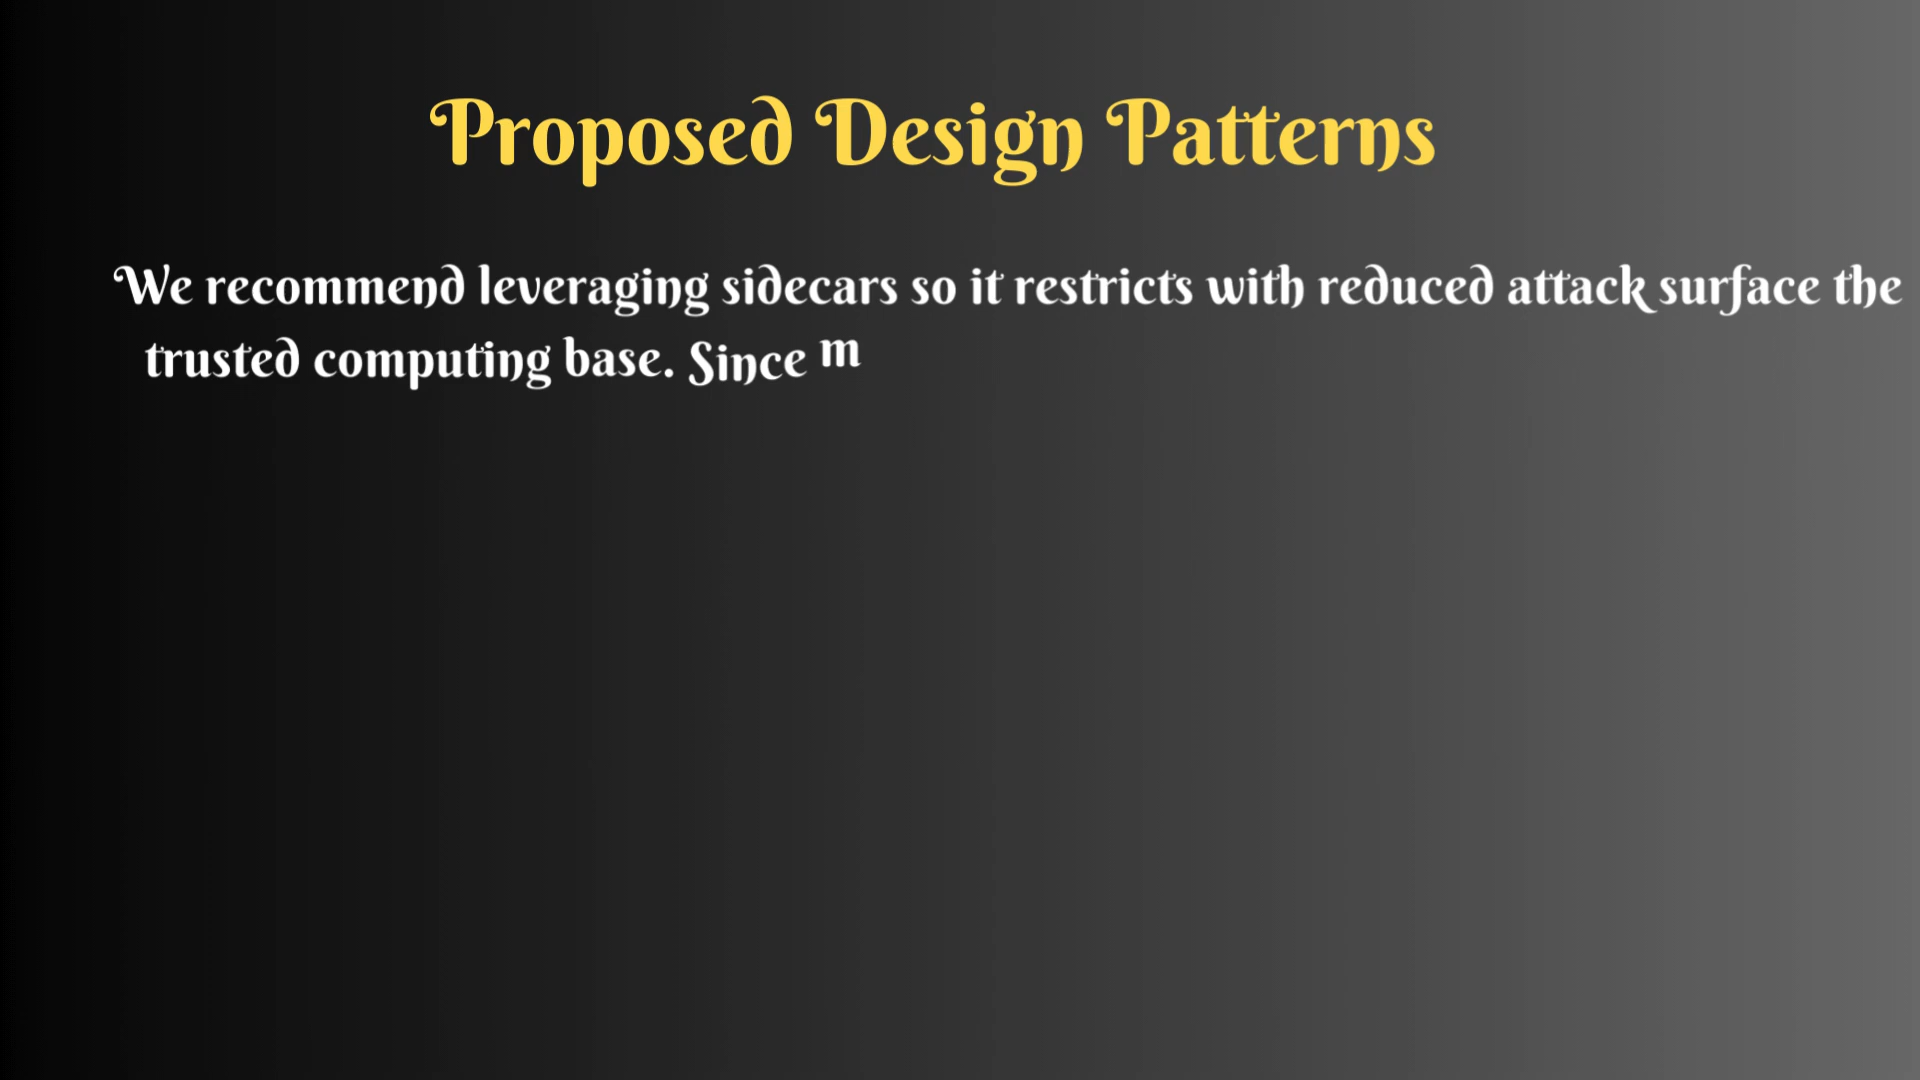 Proposed Design Patterns
We recommend leveraging sidecars so it restricts with reduced attack surface the
trusted computing base. Since m